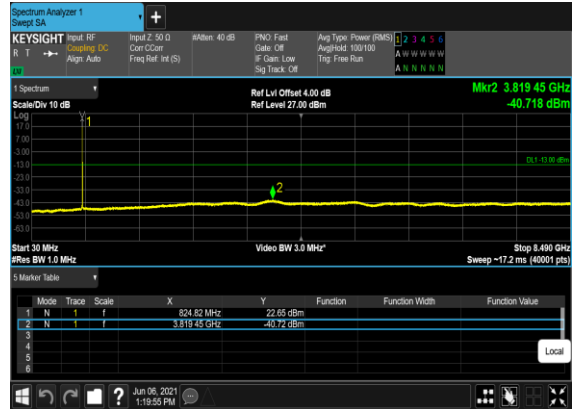 Spectrum Analyzer 1
Swept SA
+
KEYSIGHT Input: RF Input Z: 50 Ω #Atten: 40 dB PNO: Fast Avg Type: Power (RMS) 1 2 3 4 5 6
R T Coupling: DC Corr CCorr Gate: Off Avg|Hold: 100/100 A W W W W W
Align: Auto Freq Ref: Int (S) IF Gain: Low Trig: Free Run
Sig Track: Off A N N N N N
1 Spectrum Ref Lvl Offset 4.00 dB Mkr2 3.819 45 GHz
Scale/Div 10 dB Ref Level 27.00 dBm -40.718 dBm
Log
17.0 1
7.00
-3.00
-13.0 DL1 -13.00 dBm
-23.0
-33.0 2
-43.0
-53.0
-63.0
Start 30 MHz Video BW 3.0 MHz* Stop 8.490 GHz
#Res BW 1.0 MHz Sweep ~17.2 ms (40001 pts)
5 Marker Table
Mode Trace Scale X Y Function Function Width Function Value
1 N 1 f 824.82 MHz 22.65 dBm
2 N 1 f 3.819 45 GHz -40.72 dBm
3
4
5
6
Local
? Jun 06, 2021
1:19:55 PM